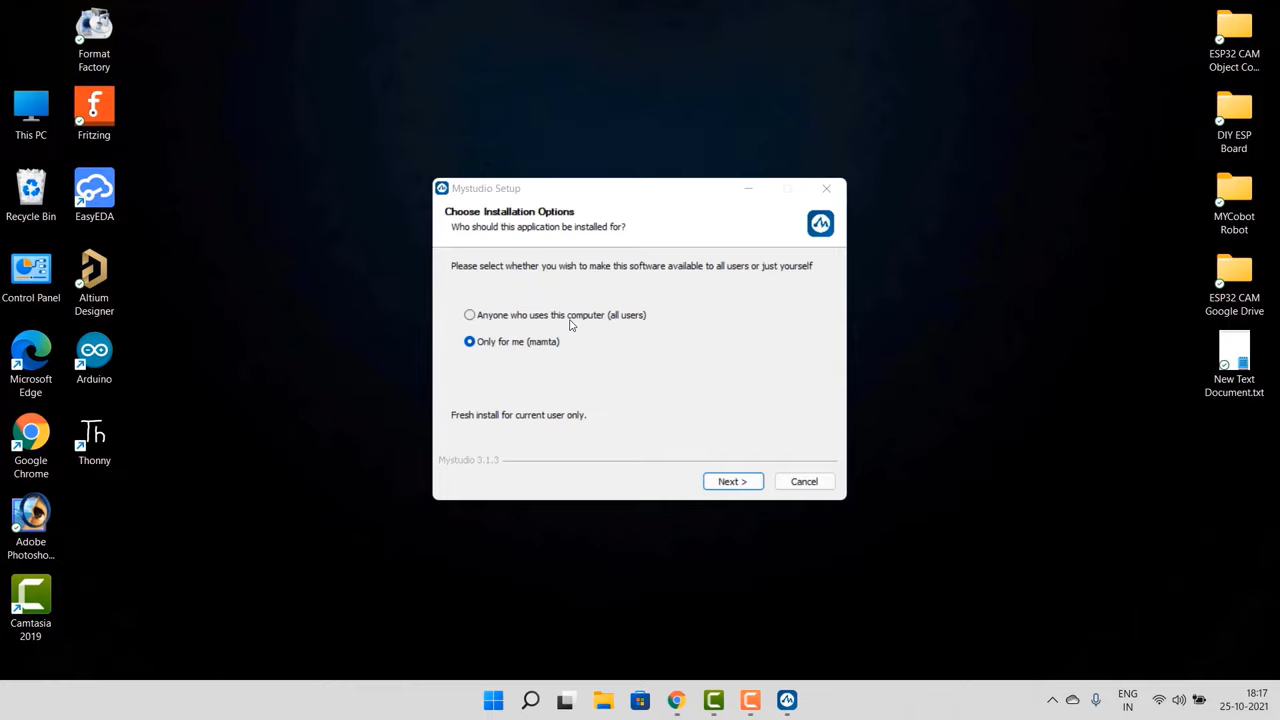 Format
Factory
This PC
Fritzing
Recycle Bin
EasyEDA
Control Panel
Altium
Designer
Microsoft
Edge
Arduino
Google
Chrome
Th
Thonny
Adobe
Photosho...
Camtasia
2019
Mystudio Setup
Choose Installation Options
Who should this application be installed for?
Please select whether you wish to make this software available to all users or just yourself
Anyone who uses this computer (all users)
Only for me (mamta)
Fresh install for current user only.
Mystudio 3.1.3
Next >
Cancel
ESP32 CAM
Object Co...
DIY ESP
Board
MYCobot
Robot
ESP32 CAM
Google Drive
New Text
Document.txt
ENG
IN
18:17
25-10-2021